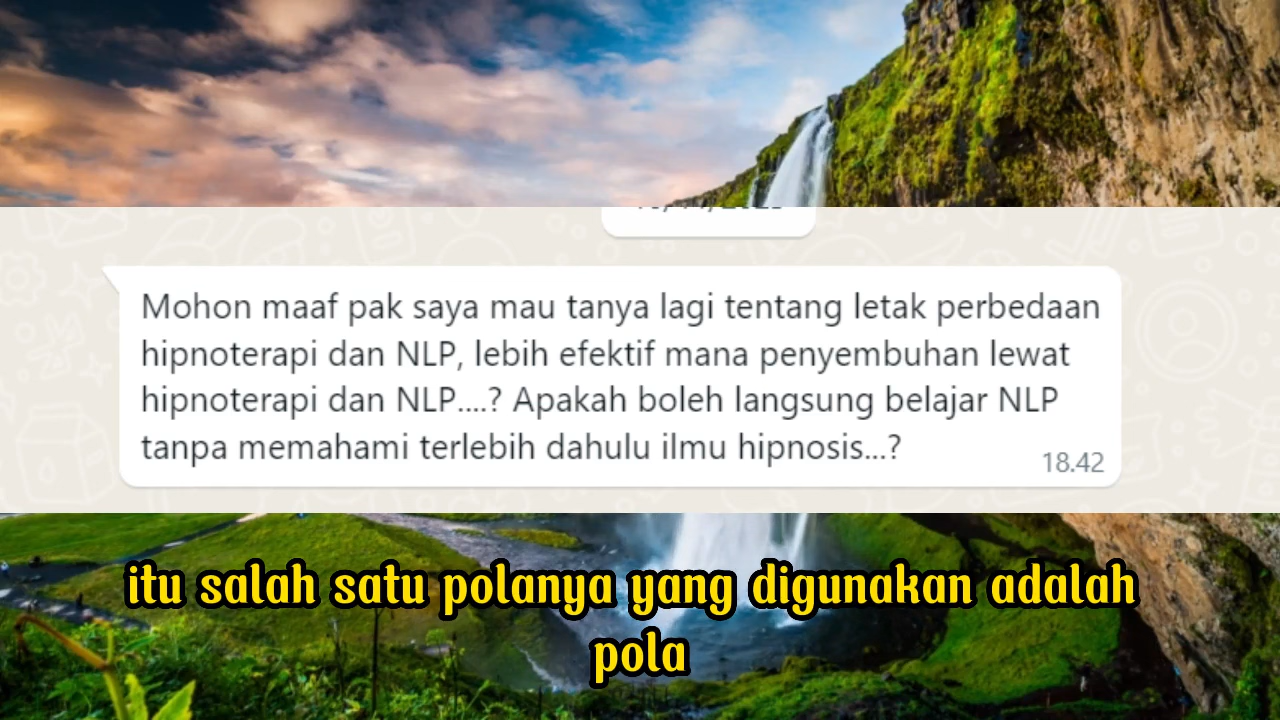 Mohon maaf pak saya mau tanya lagi tentang letak perbedaan
hipnoterapi dan NLP, lebih efektif mana penyembuhan lewat
hipnoterapi dan NLP....? Apakah boleh langsung belajar NLP
tanpa memahami terlebih dahulu ilmu hipnosis...?
18.42
itu salah satu polanya yang digunakan adalah
pola